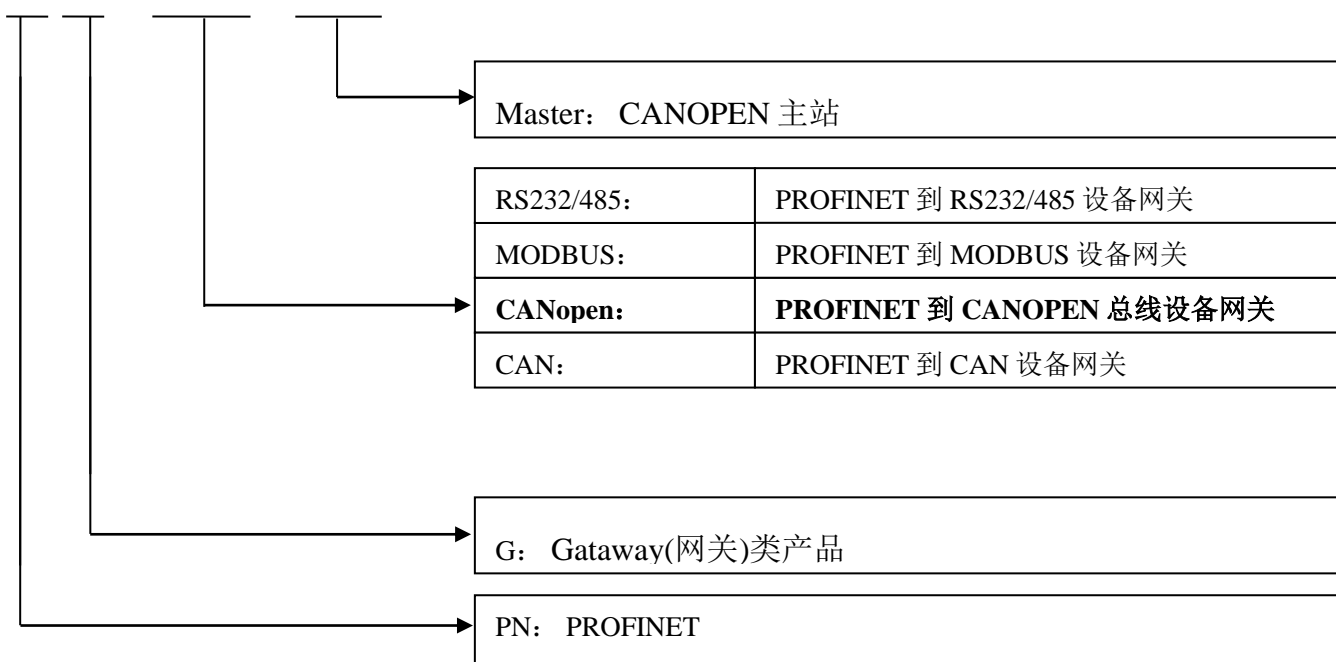 Master： CANOPEN 主站
RS232/485： PROFINET 到 RS232/485 设备网关
MODBUS： PROFINET 到 MODBUS 设备网关
CANopen： PROFINET 到 CANOPEN 总线设备网关
CAN： PROFINET 到 CAN 设备网关
G： Gataway(网关)类产品
PN： PROFINET